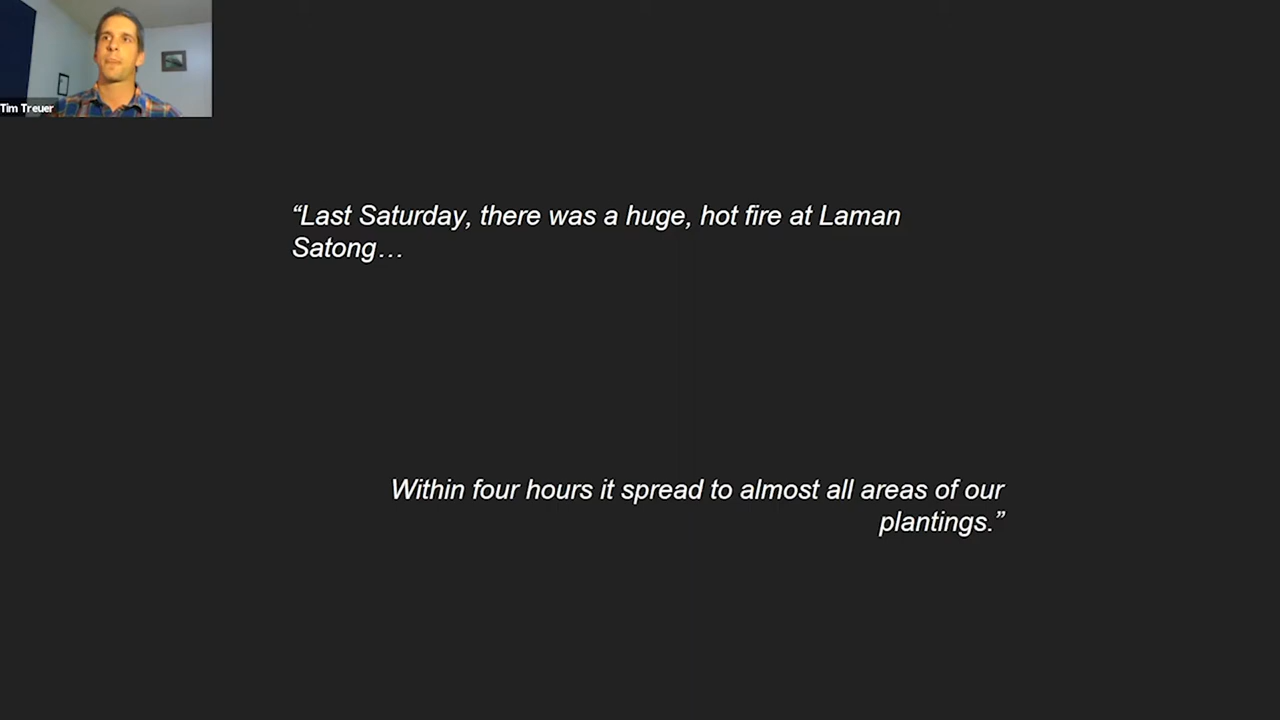 Tim Treuer
“Last Saturday, there was a huge, hot fire at Laman
Satong…
Within four hours it spread to almost all areas of our
plantings.”